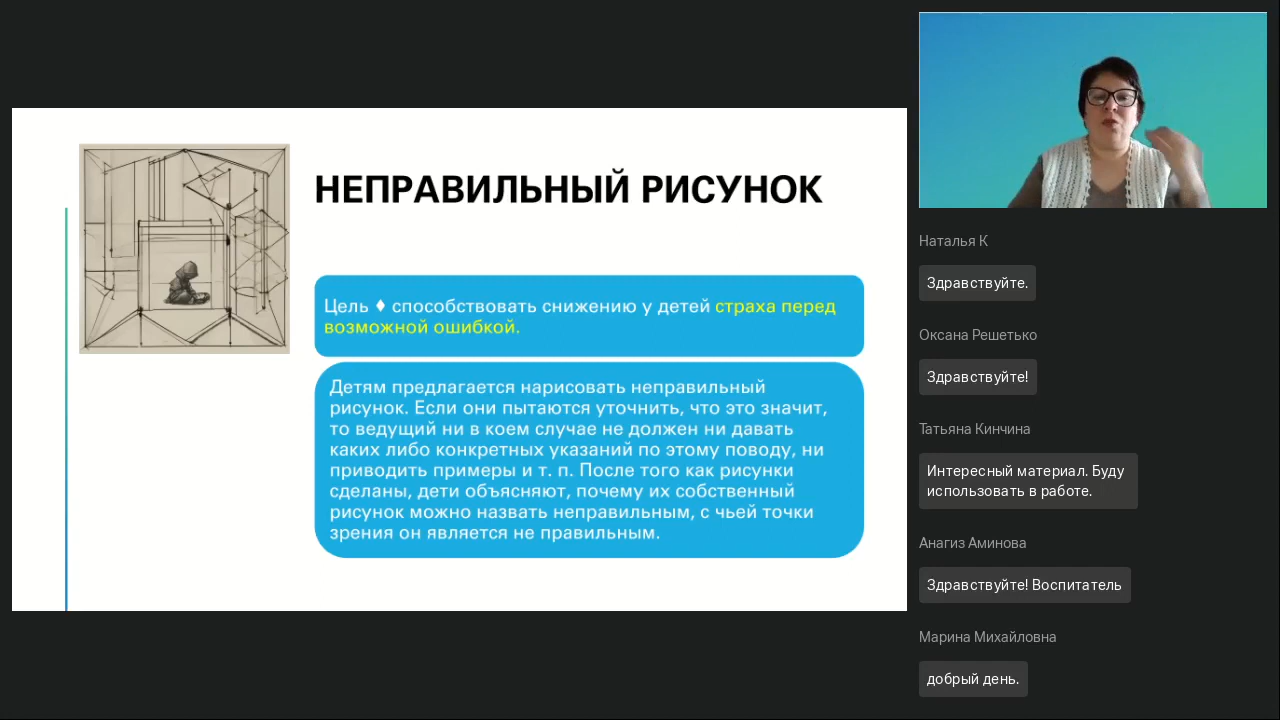 НЕПРАВИЛЬНЫЙ РИСУНОК
Цель ♦ способствовать снижению у детей страха перед
возможной ошибкой.
Детям предлагается нарисовать неправильный
рисунок. Если они пытаются уточнить, что это значит,
то ведущий ни в коем случае не должен ни давать
каких либо конкретных указаний по этому поводу, ни
приводить примеры и т. п. После того как рисунки
сделаны, дети объясняют, почему их собственный
рисунок можно назвать неправильным, с чьей точки
зрения он является не правильным.
Наталья К
Здравствуйте.
Оксана Решетько
Здравствуйте!
Татьяна Кинчина
Интересный материал. Буду
использовать в работе.
Анагиз Аминова
Здравствуйте! Воспитатель
Марина Михайловна
добрый день.